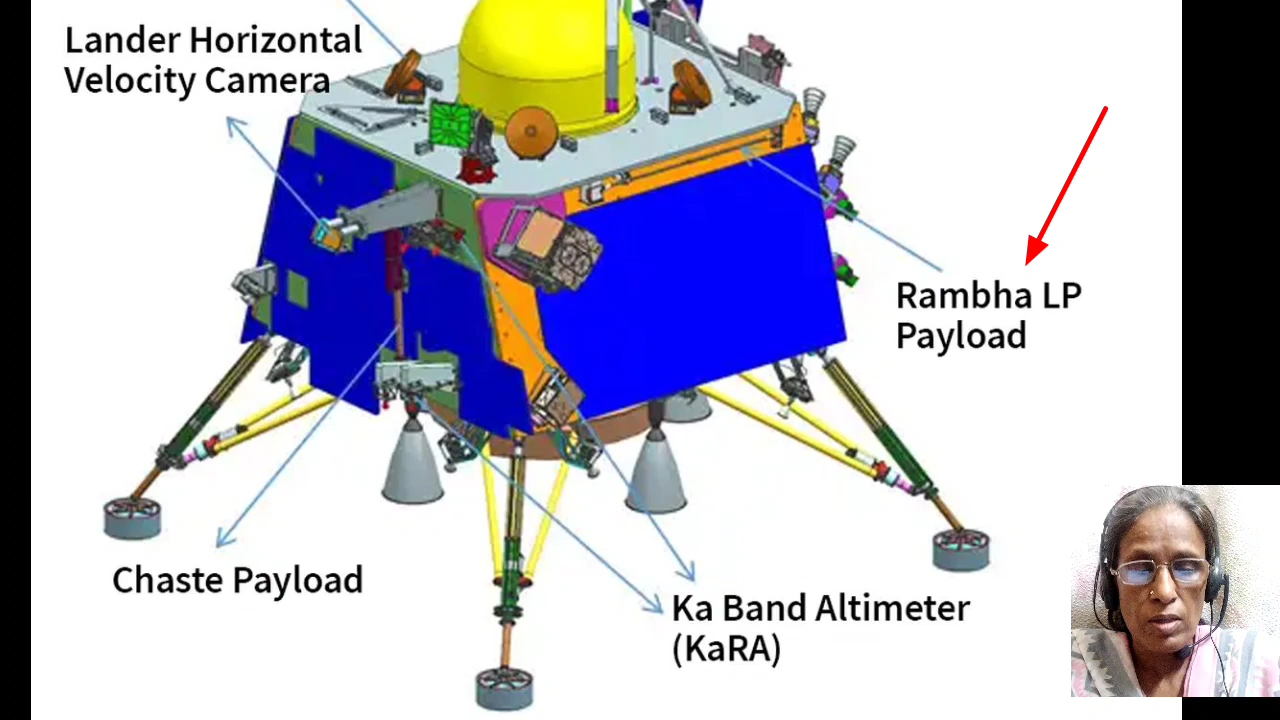 Lander Horizontal
Velocity Camera
Rambha LP
Payload
Chaste Payload
Ka Band Altimeter
(KaRA)